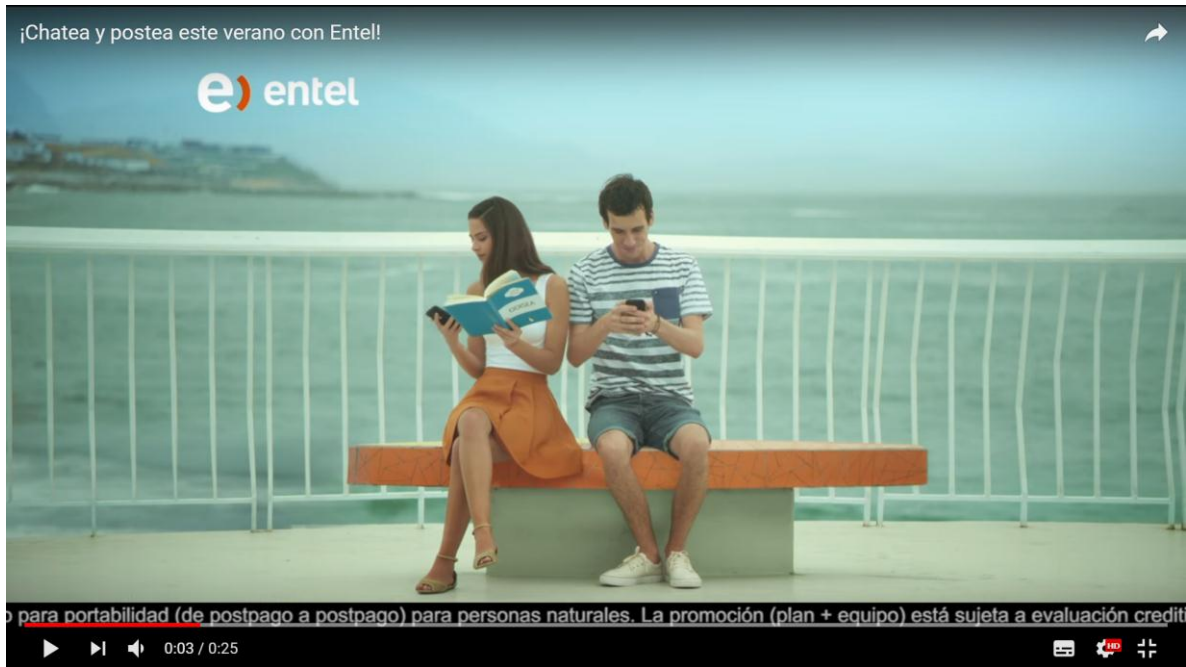 ¡Chatea y postea este verano con Entel!
e) entel
para portabilidad (de postpago a postpago) para personas naturales. La promoción (plan + equipo) está sujeta a evaluación
0:03 / 0:25
HD